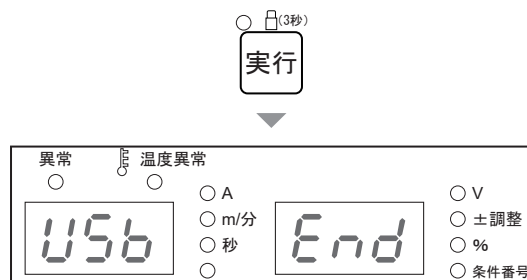 (3秒)
実行
異常 温度異常
A
m/分
秒
USb
End
V
±調整
%
条件番号